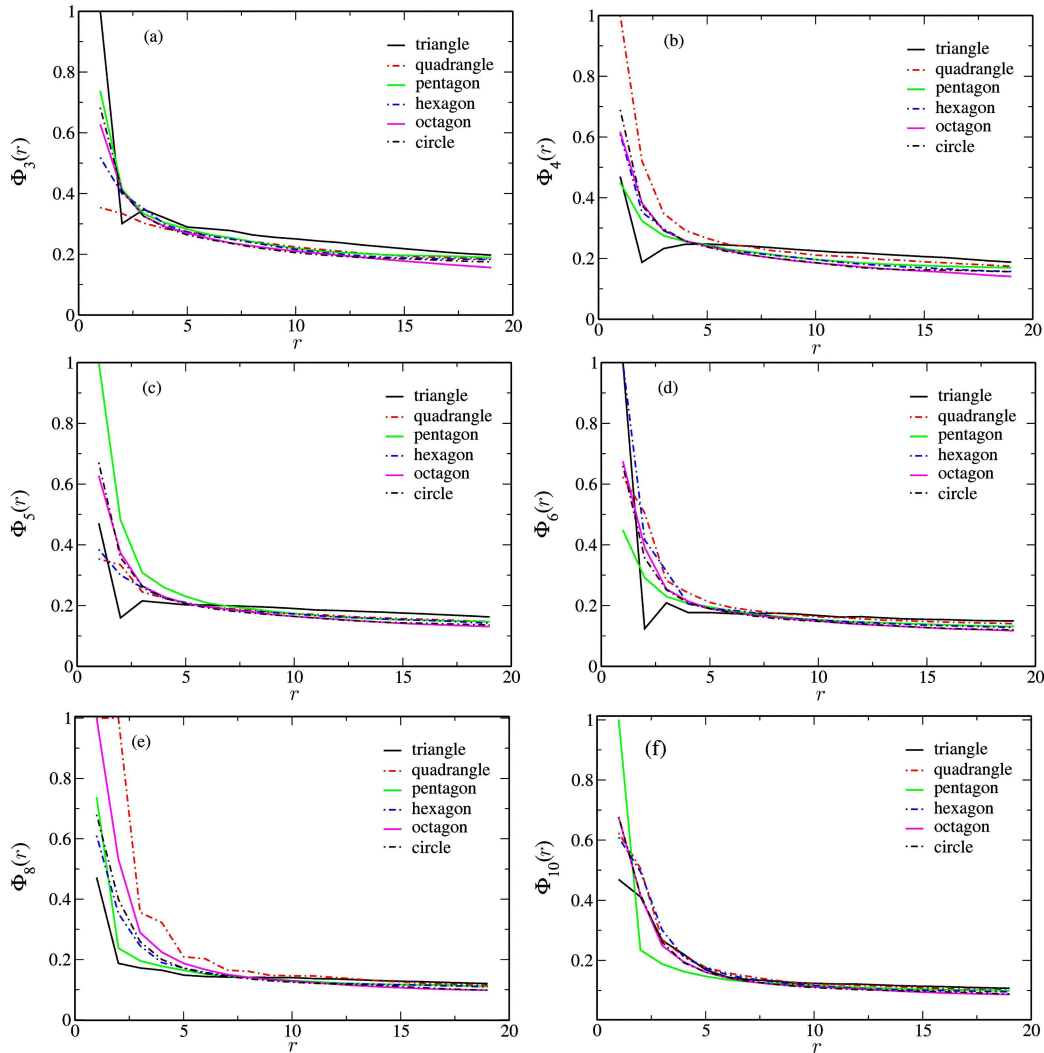 (a)
triangle
quadrangle
pentagon
hexagon
octagon
circle
Φ3(r)
1
0.8
0.6
0.4
0.2
0
0 5 10 15 20
r
(b)
triangle
quadrangle
pentagon
hexagon
octagon
circle
Φ4(r)
1
0.8
0.6
0.4
0.2
0
0 5 10 15 20
r
(c)
triangle
quadrangle
pentagon
hexagon
octagon
circle
Φ5(r)
1
0.8
0.6
0.4
0.2
0
0 5 10 15 20
r
(d)
triangle
quadrangle
pentagon
hexagon
octagon
circle
Φ6(r)
1
0.8
0.6
0.4
0.2
0
0 5 10 15 20
r
(e)
triangle
quadrangle
pentagon
hexagon
octagon
circle
Φ8(r)
1
0.8
0.6
0.4
0.2
0
0 5 10 15 20
r
(f)
triangle
quadrangle
pentagon
hexagon
octagon
circle
Φ10(r)
1
0.8
0.6
0.4
0.2
0
0 5 10 15 20
r